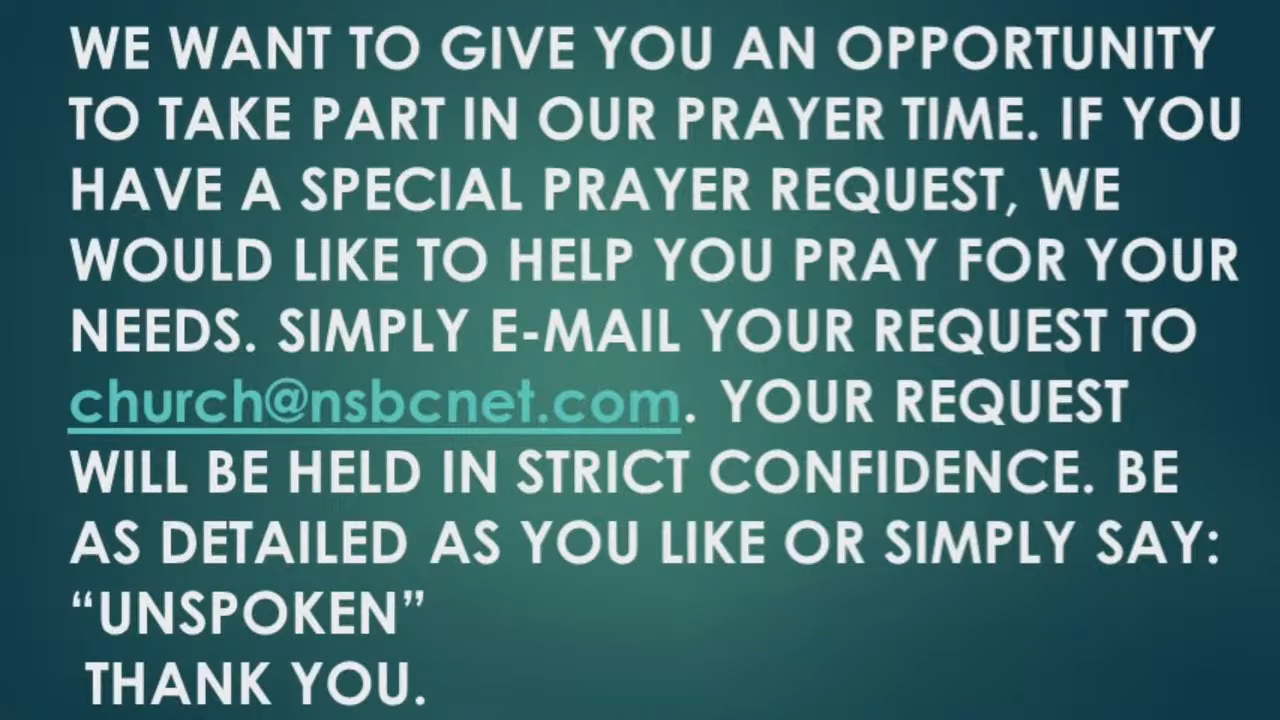 WE WANT TO GIVE YOU AN OPPORTUNITY
TO TAKE PART IN OUR PRAYER TIME. IF YOU
HAVE A SPECIAL PRAYER REQUEST, WE
WOULD LIKE TO HELP YOU PRAY FOR YOUR
NEEDS. SIMPLY E-MAIL YOUR REQUEST TO
church@nsbcnet.com. YOUR REQUEST
WILL BE HELD IN STRICT CONFIDENCE. BE
AS DETAILED AS YOU LIKE OR SIMPLY SAY:
“UNSPOKEN”
THANK YOU.